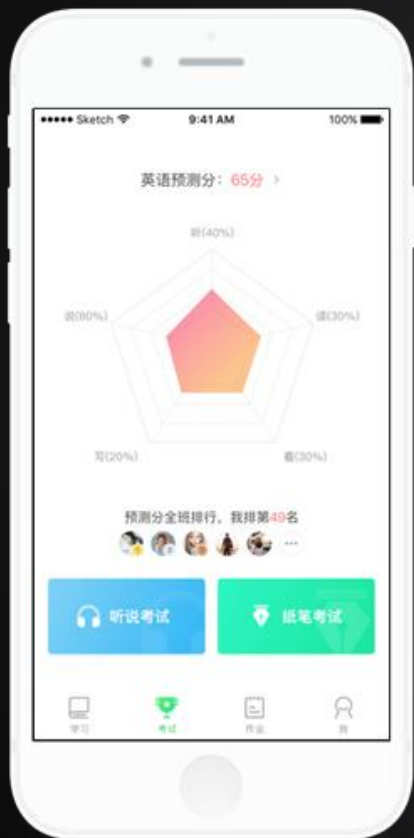 Sketch 9:41 AM 100%
英语预测分：65分 >
听(40%)
说(80%) 读(30%)
写(20%) 看(30%)
预测分全班排行，我排第49名
...
听说考试 纸笔考试
学习 考试 作业 我